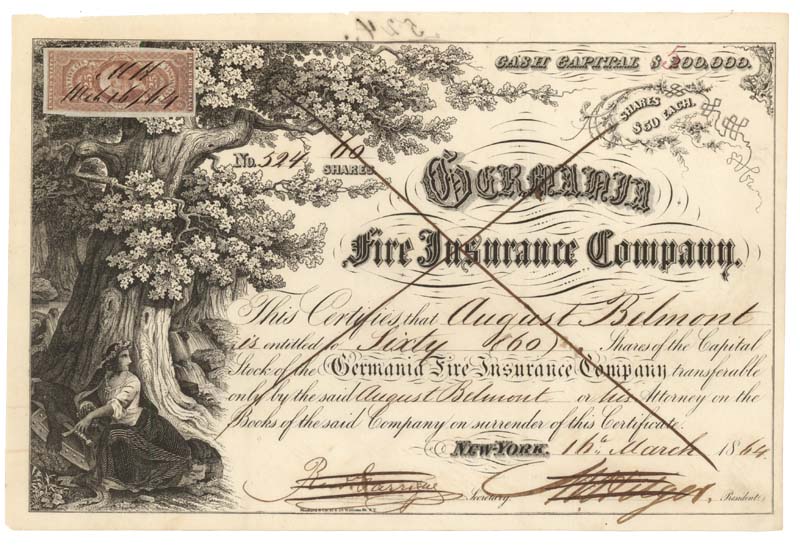 524.
CASH CAPITAL $500.000.
SHARES
$50 EACH.
No. 524 60
SHARES
GERMANIA
Fire Insurance Company.
This Certifies that August Belmont
is entitled to Sixty (60) Shares of the Capital
Stock of the Germania Fire Insurance Company transferable
only by the said August Belmont or his Attorney on the
Books of the said Company on surrender of this Certificate.
NEW-YORK, 16th March 1864
Secretary. President.